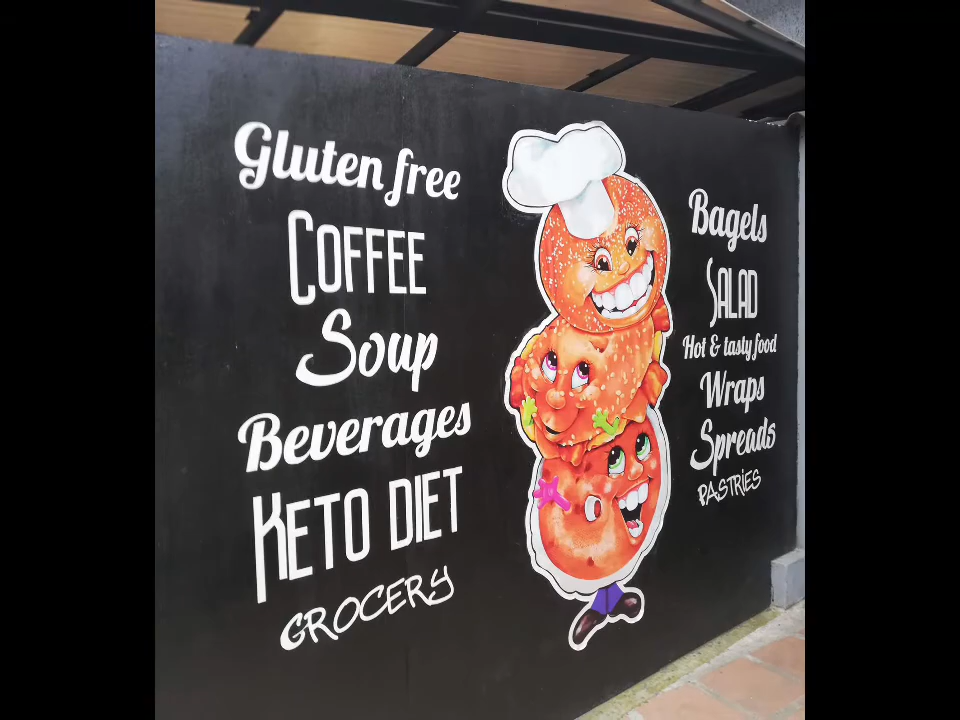 Gluten free
COFFEE
Soup
Beverages
KETO DIET
GROCERY
Bagels
SALAD
Hot & tasty food
Wraps
Spreads
PASTRIES